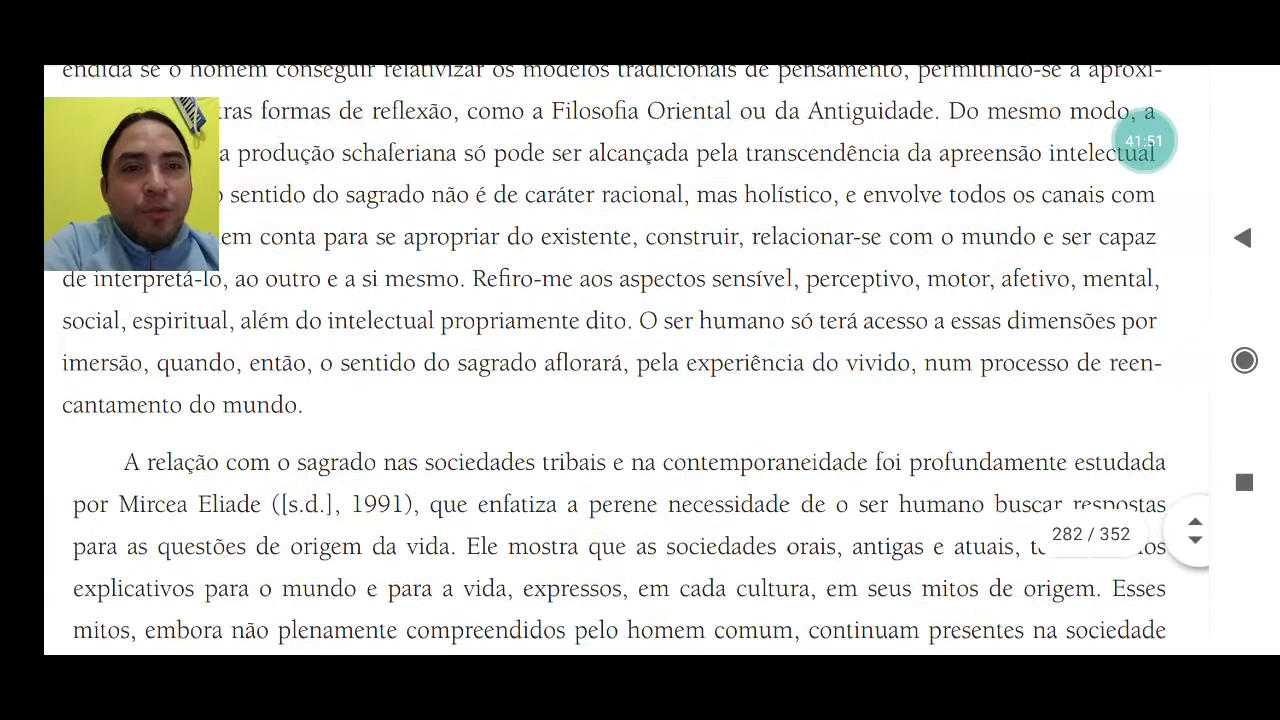 endida se o homem conseguir relativizar os modelos tradicionais de pensamento, permitindo-se a aproxi-
tras formas de reflexão, como a Filosofia Oriental ou da Antiguidade. Do mesmo modo, a
41:51
a produção schaferiana só pode ser alcançada pela transcendência da apreensão intelectual
sentido do sagrado não é de caráter racional, mas holístico, e envolve todos os canais com
em conta para se apropriar do existente, construir, relacionar-se com o mundo e ser capaz
de interpretá-lo, ao outro e a si mesmo. Refiro-me aos aspectos sensível, perceptivo, motor, afetivo, mental,
social, espiritual, além do intelectual propriamente dito. O ser humano só terá acesso a essas dimensões por
imersão, quando, então, o sentido do sagrado aflorará, pela experiência do vivido, num processo de reen-
cantamento do mundo.
A relação com o sagrado nas sociedades tribais e na contemporaneidade foi profundamente estudada
por Mircea Eliade ([s.d.], 1991), que enfatiza a perene necessidade de o ser humano buscar respostas
282 / 352
para as questões de origem da vida. Ele mostra que as sociedades orais, antigas e atuais,
explicativos para o mundo e para a vida, expressos, em cada cultura, em seus mitos de origem. Esses
mitos, embora não plenamente compreendidos pelo homem comum, continuam presentes na sociedade